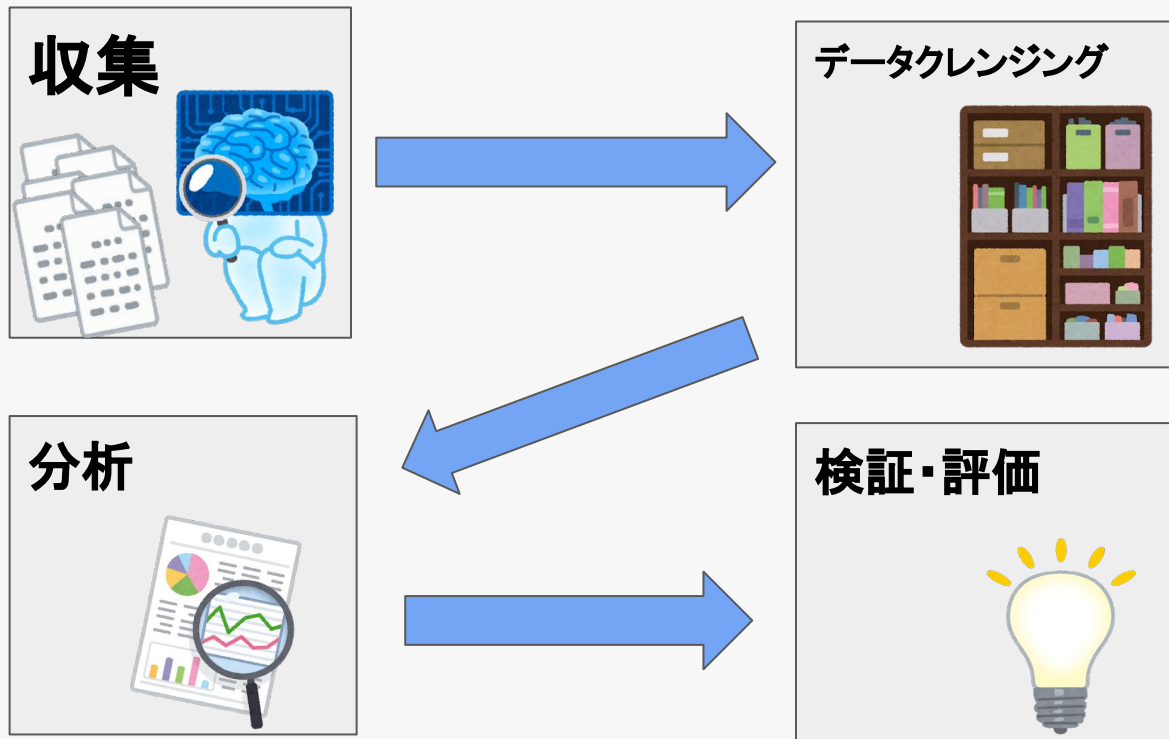 収集
データクレンジング
分析
検証・評価